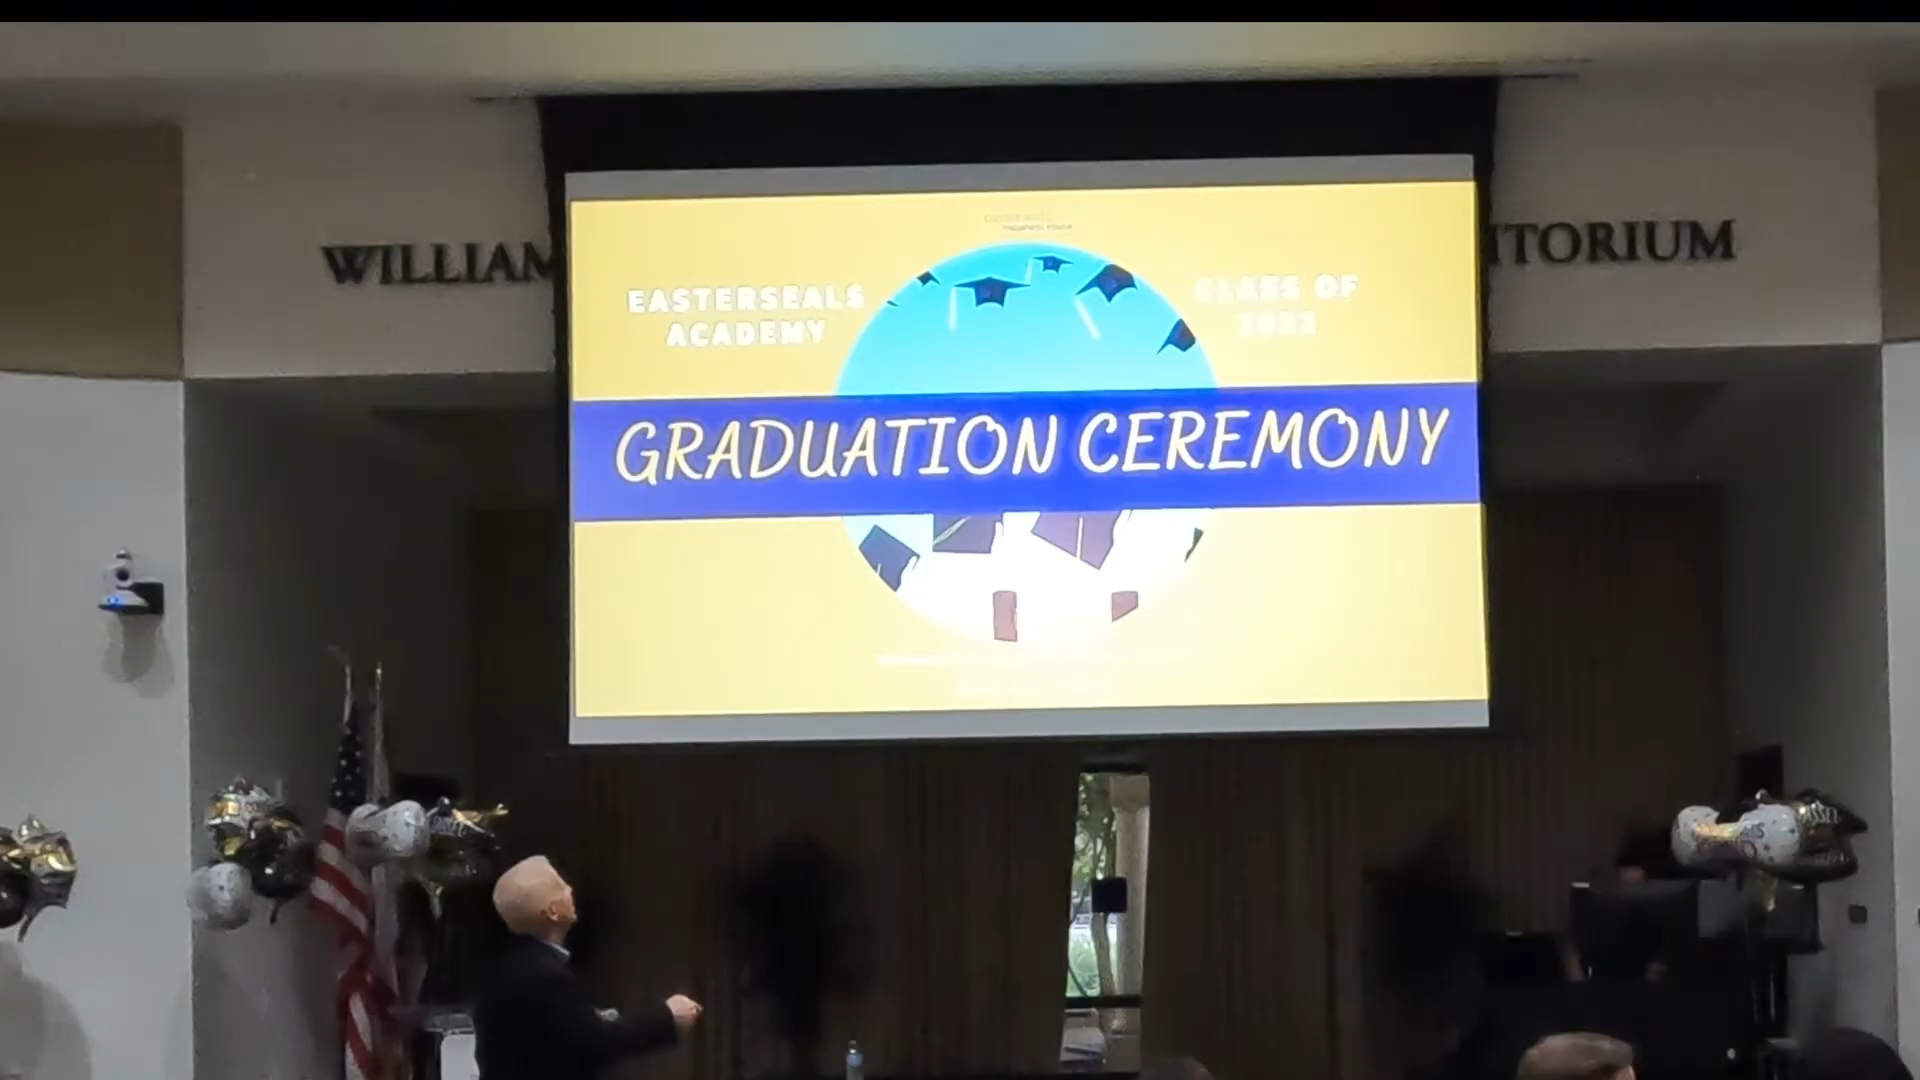 WILLIAM
ITORIUM
EASTERSEALS
ACADEMY
CLASS OF
GRADUATION CEREMONY